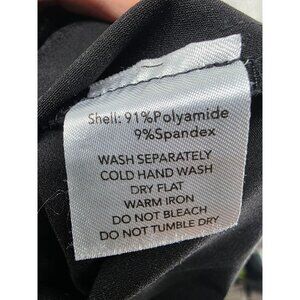 Shell: 91%Polyamide
9%Spandex
WASH SEPARATELY
COLD HAND WASH
DRY FLAT
WARM IRON
DO NOT BLEACH
DO NOT TUMBLE DRY